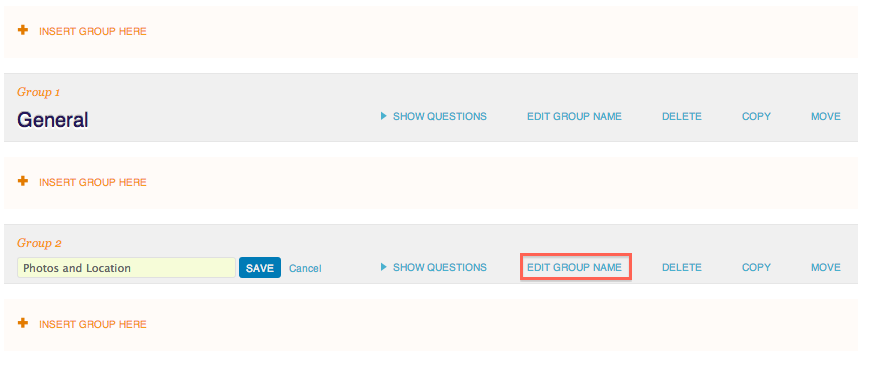 INSERT GROUP HERE
Group 1
General SHOW QUESTIONS EDIT GROUP NAME DELETE COPY MOVE
INSERT GROUP HERE
Group 2
Photos and Location SAVE Cancel SHOW QUESTIONS EDIT GROUP NAME DELETE COPY MOVE
INSERT GROUP HERE